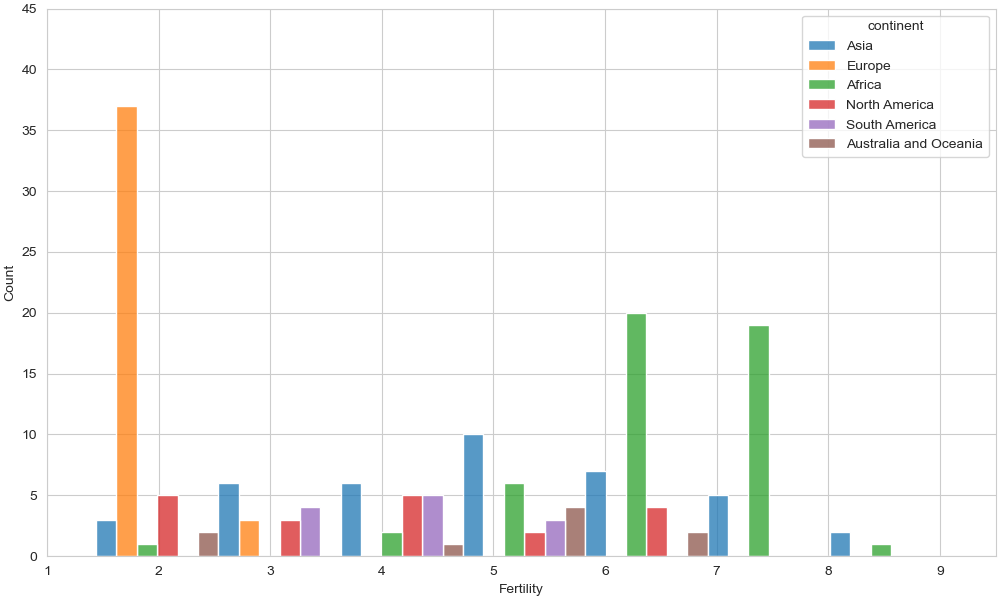 45
40
35
30
25
20
15
10
5
0
Count
continent
Asia
Europe
Africa
North America
South America
Australia and Oceania
1 2 3 4 5 6 7 8 9
Fertility